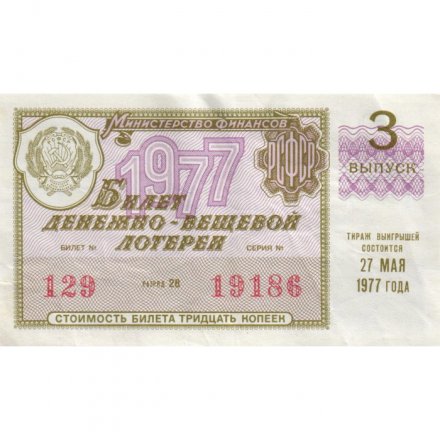 Министерство финансов
1977
РСФСР
Билет
денежно-вещевой
лотереи
БИЛЕТ № СЕРИЯ №
129 РАЗРЯД 2В 19186
СТОИМОСТЬ БИЛЕТА ТРИДЦАТЬ КОПЕЕК
3
ВЫПУСК
ТИРАЖ ВЫИГРЫШЕЙ
СОСТОИТСЯ
27 МАЯ
1977 ГОДА